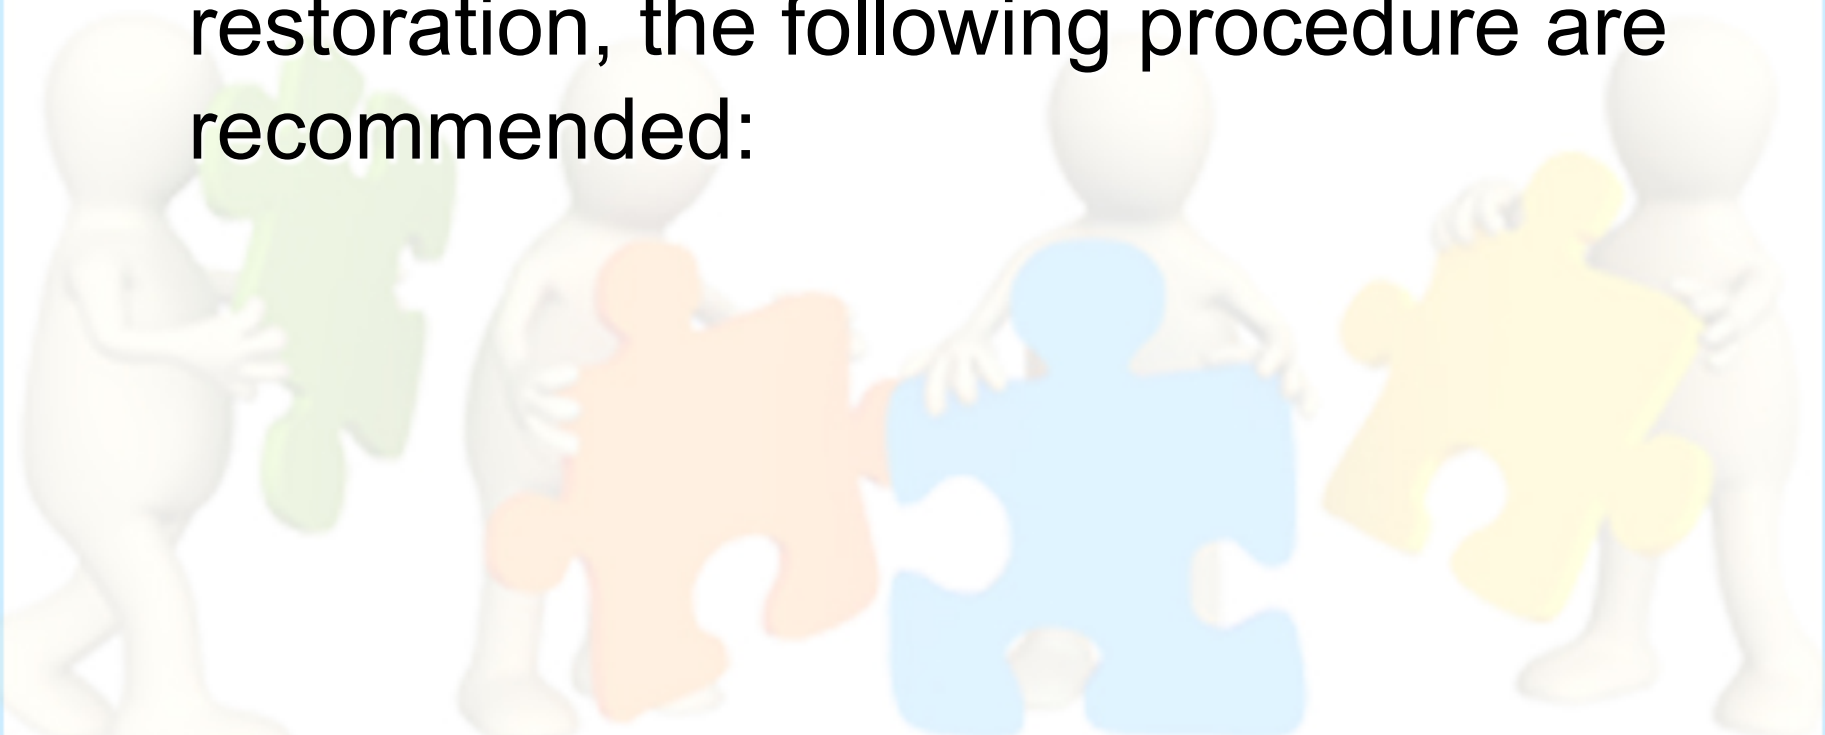 restoration, the following procedure are
recommended: